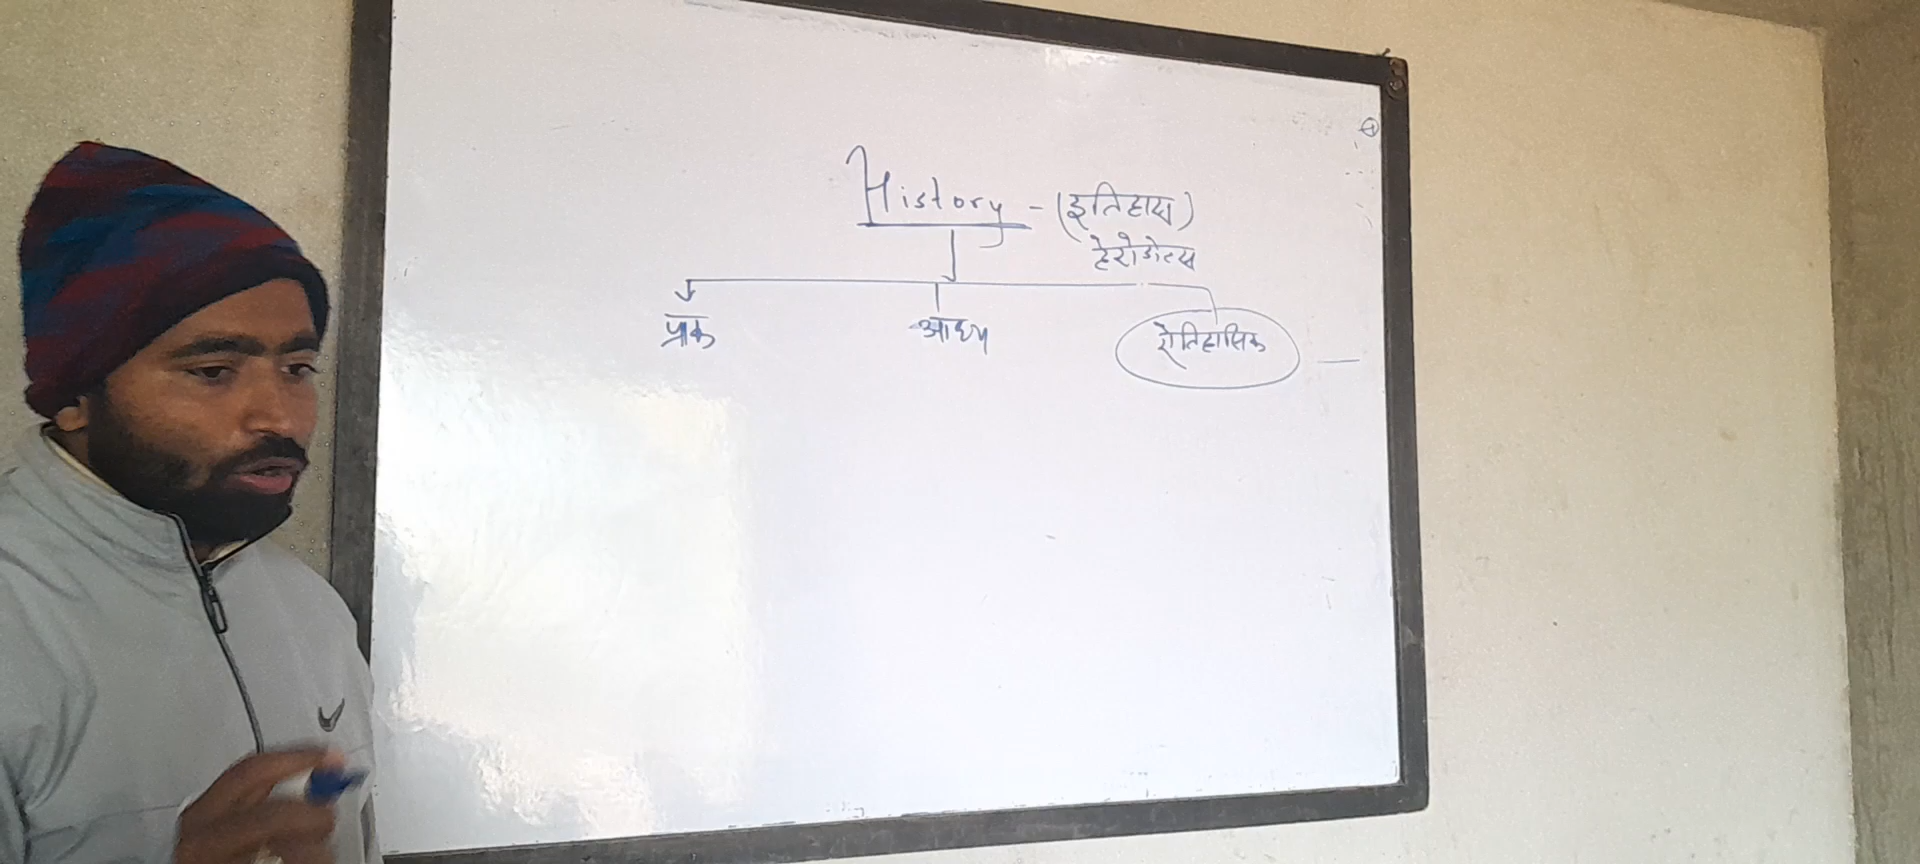 History - (इतिहास)
हेरोडोटस
प्राक आद्य ऐतिहासिक